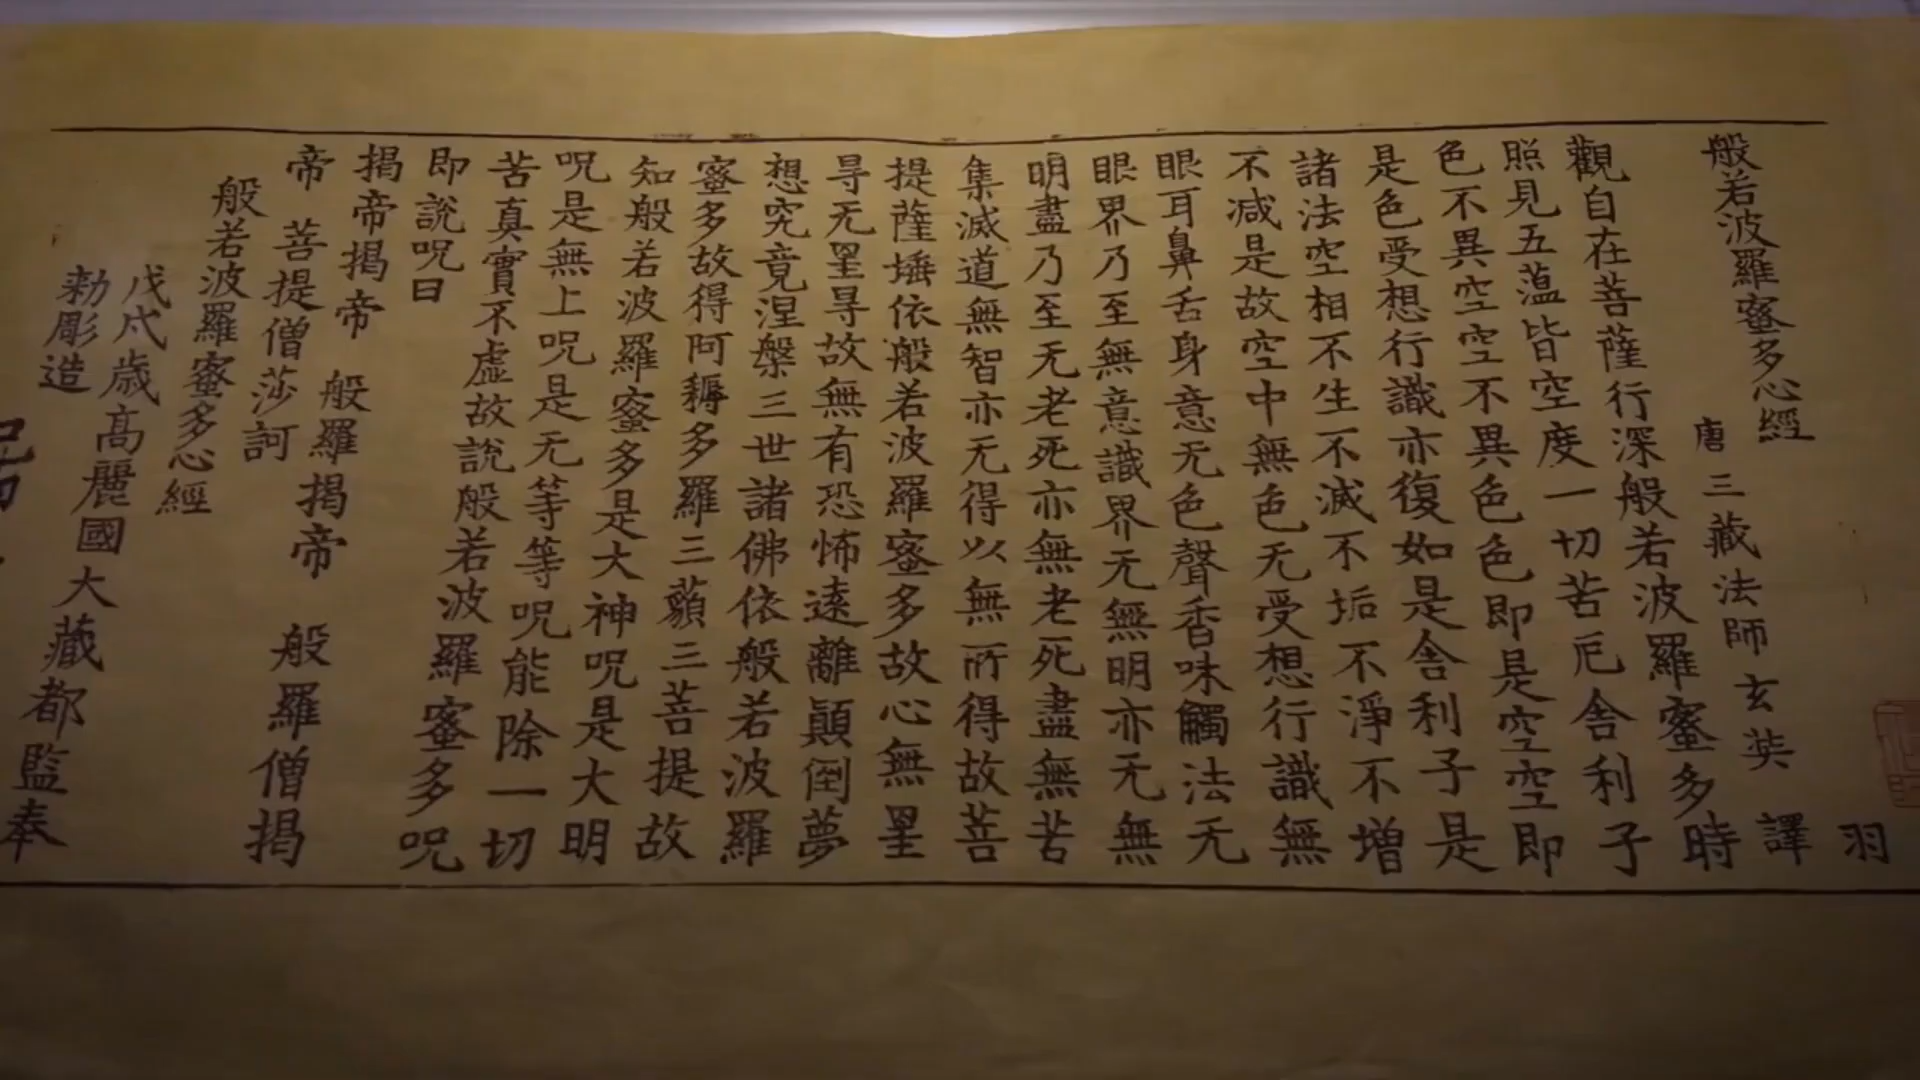 羽
般若波羅蜜多心經
唐三藏法師玄奘譯
觀自在菩薩行深般若波羅蜜多時
照見五薀皆空度一切苦厄舎利子
色不異空空不異色色即是空空即
是色受想行識亦復如是舎利子是
諸法空相不生不滅不垢不淨不增
不減是故空中無色无受想行識無
眼耳鼻舌身意无色聲香味觸法无
眼界乃至無意識界无無明亦无無
明盡乃至无老死亦無老死盡無苦
集滅道無智亦无得以無所得故菩
提薩埵依般若波羅蜜多故心無罣
㝵无罣㝵故無有恐怖遠離顛倒夢
想究竟涅槃三世諸佛依般若波羅
蜜多故得阿耨多羅三藐三菩提故
知般若波羅蜜多是大神呪是大明
呪是無上呪是无等等呪能除一切
苦真實不虛故說般若波羅蜜多呪
即說呪曰
揭帝揭帝 般羅揭帝 般羅僧揭
帝 菩提僧莎訶
般若波羅蜜多心經
戊戌歲高麗國大藏都監奉
勅彫造